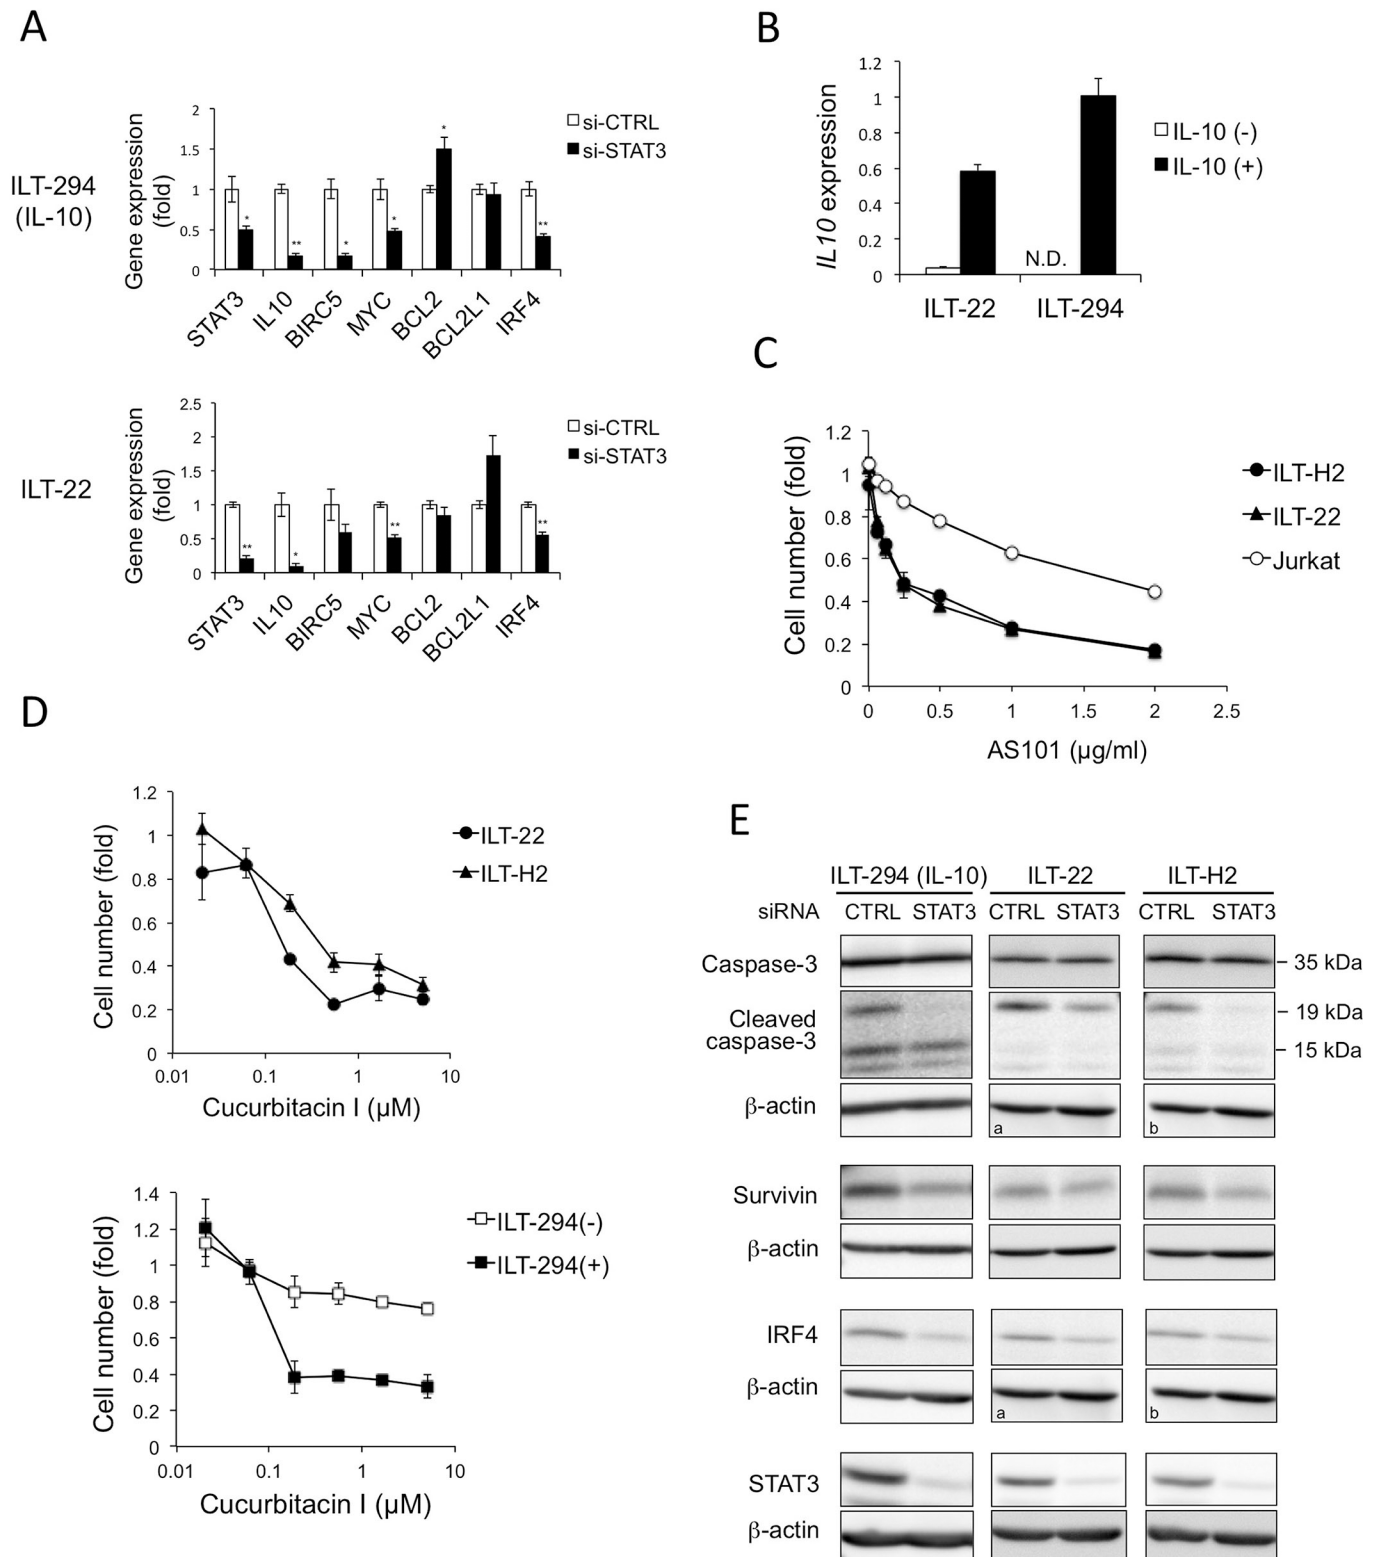 A
ILT-294
(IL-10)
Gene expression
(fold)
2
1.5
1
0.5
0
* ** * * * **
si-CTRL
si-STAT3
STAT3 IL10 BIRC5 MYC BCL2 BCL2L1 IRF4
ILT-22
Gene expression
(fold)
2.5
2
1.5
1
0.5
0
** * ** **
si-CTRL
si-STAT3
STAT3 IL10 BIRC5 MYC BCL2 BCL2L1 IRF4
B
IL10 expression
1.2
1
0.8
0.6
0.4
0.2
0
N.D.
IL-10 (-)
IL-10 (+)
ILT-22 ILT-294
C
Cell number (fold)
1.2
1
0.8
0.6
0.4
0.2
0
0 0.5 1 1.5 2 2.5
AS101 (μg/ml)
ILT-H2
ILT-22
Jurkat
D
Cell number (fold)
1.2
1
0.8
0.6
0.4
0.2
0
0.01 0.1 1 10
Cucurbitacin I (μM)
ILT-22
ILT-H2
Cell number (fold)
1.4
1.2
1
0.8
0.6
0.4
0.2
0
0.01 0.1 1 10
Cucurbitacin I (μM)
ILT-294(-)
ILT-294(+)
E
ILT-294 (IL-10) ILT-22 ILT-H2
siRNA CTRL STAT3 CTRL STAT3 CTRL STAT3
Caspase-3 35 kDa
Cleaved
caspase-3
19 kDa
15 kDa
β-actin
a b
Survivin
β-actin
IRF4
β-actin
a b
STAT3
β-actin